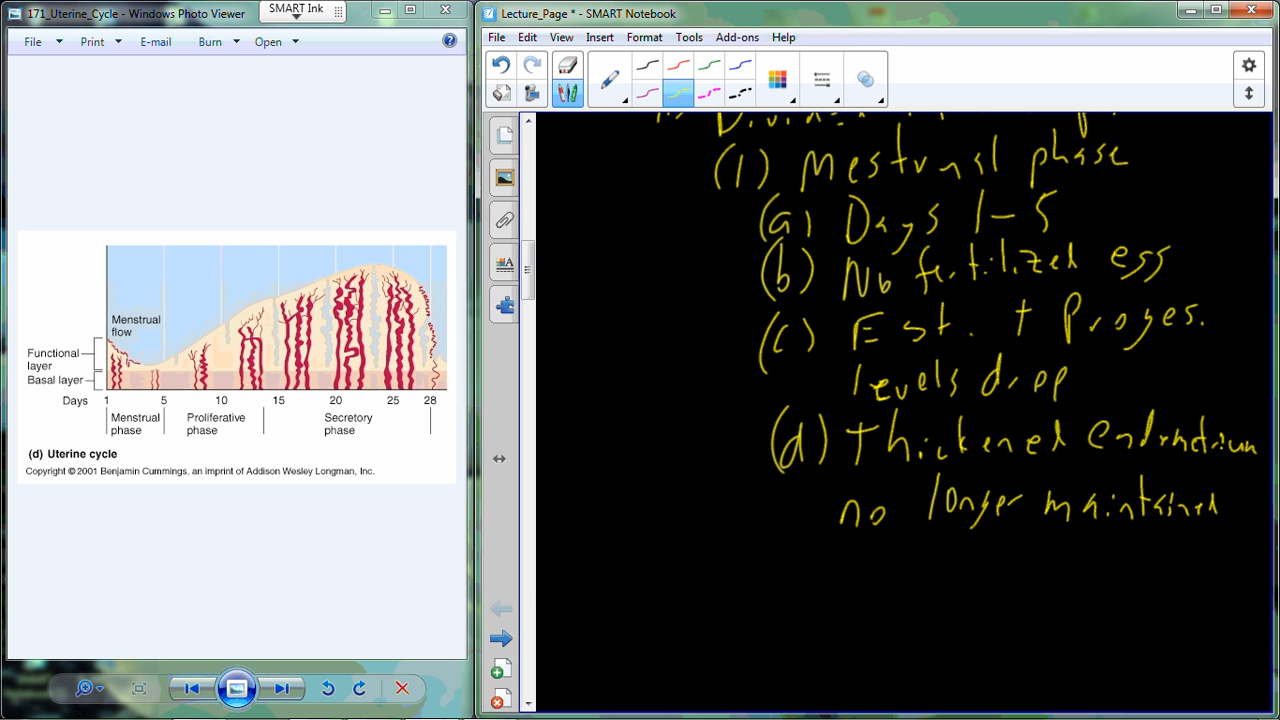 171_Uterine_Cycle - Windows Photo Viewer
SMART Ink
File Print E-mail Burn Open
Menstrual
flow
Functional
layer
Basal layer
Days 1 5 10 15 20 25 28
Menstrual
phase
Proliferative
phase
Secretory
phase
(d) Uterine cycle
Copyright © 2001 Benjamin Cummings, an imprint of Addison Wesley Longman, Inc.
Lecture_Page * - SMART Notebook
File Edit View Insert Format Tools Add-ons Help
(1) Mestrual phase
(a) Days 1-5
(b) No fertilized egg
(c) Est. + Proges.
levels drop
(d) Thickened
no longer maintained